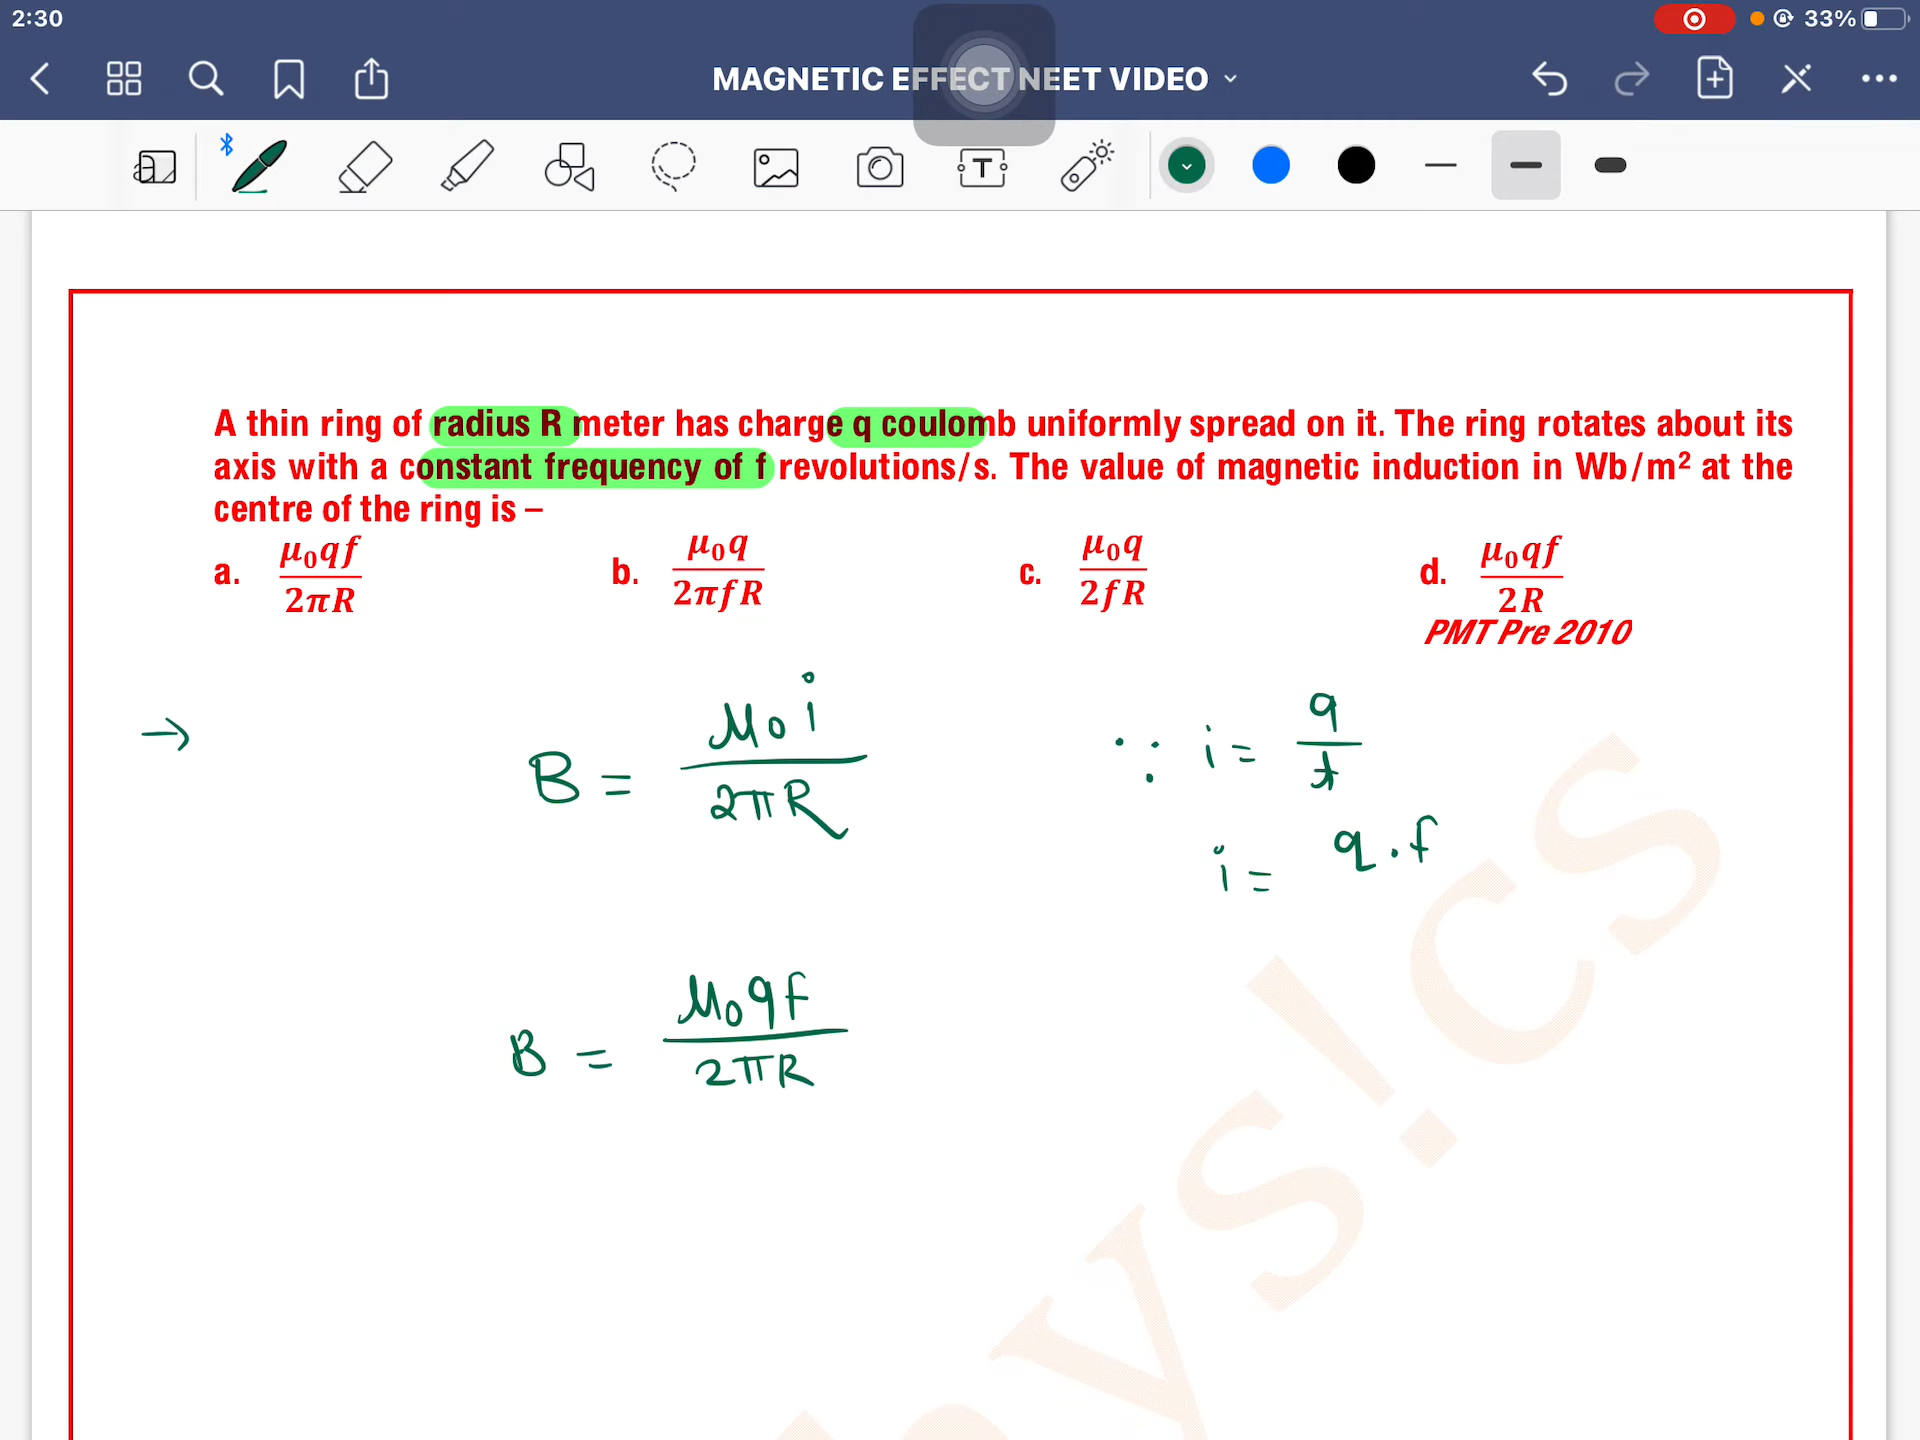 2:30
33%
MAGNETIC EFFECT NEET VIDEO
A thin ring of radius R meter has charge q coulomb uniformly spread on it. The ring rotates about its
axis with a constant frequency of f revolutions/s. The value of magnetic induction in Wb/m² at the
centre of the ring is –
a. μ₀qf / 2πR b. μ₀q / 2πfR c. μ₀q / 2fR d. μ₀qf / 2R
PMT Pre 2010
→ B = μ₀ i / 2πR ∵ i = q / t
i = q.f
B = μ₀qf / 2πR
ys!cs